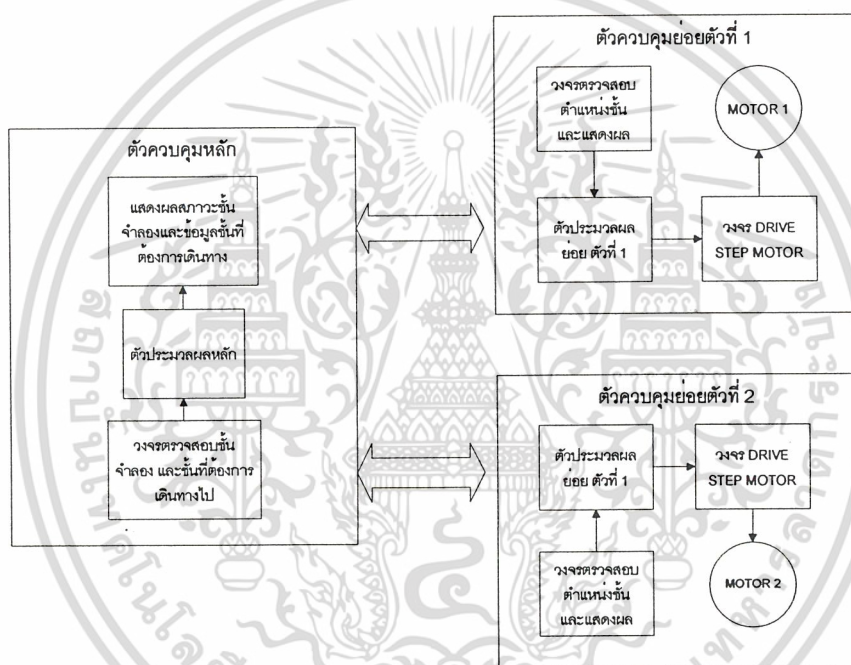 ตัวควบคุมหลัก
แสดงผลสภาวะชั้น
จำลองและข้อมูลชั้นที่
ต้องการเดินทาง
ตัวประมวลผลหลัก
วงจรตรวจสอบชั้น
จำลอง และชั้นที่ต้องการ
เดินทางไป
ตัวควบคุมย่อยตัวที่ 1
วงจรตรวจสอบ
ตำแหน่งชั้น
และแสดงผล
MOTOR 1
ตัวประมวลผล
ย่อย ตัวที่ 1
วงจร DRIVE
STEP MOTOR
ตัวควบคุมย่อยตัวที่ 2
ตัวประมวลผล
ย่อย ตัวที่ 1
วงจร DRIVE
STEP MOTOR
วงจรตรวจสอบ
ตำแหน่งชั้น
และแสดงผล
MOTOR 2